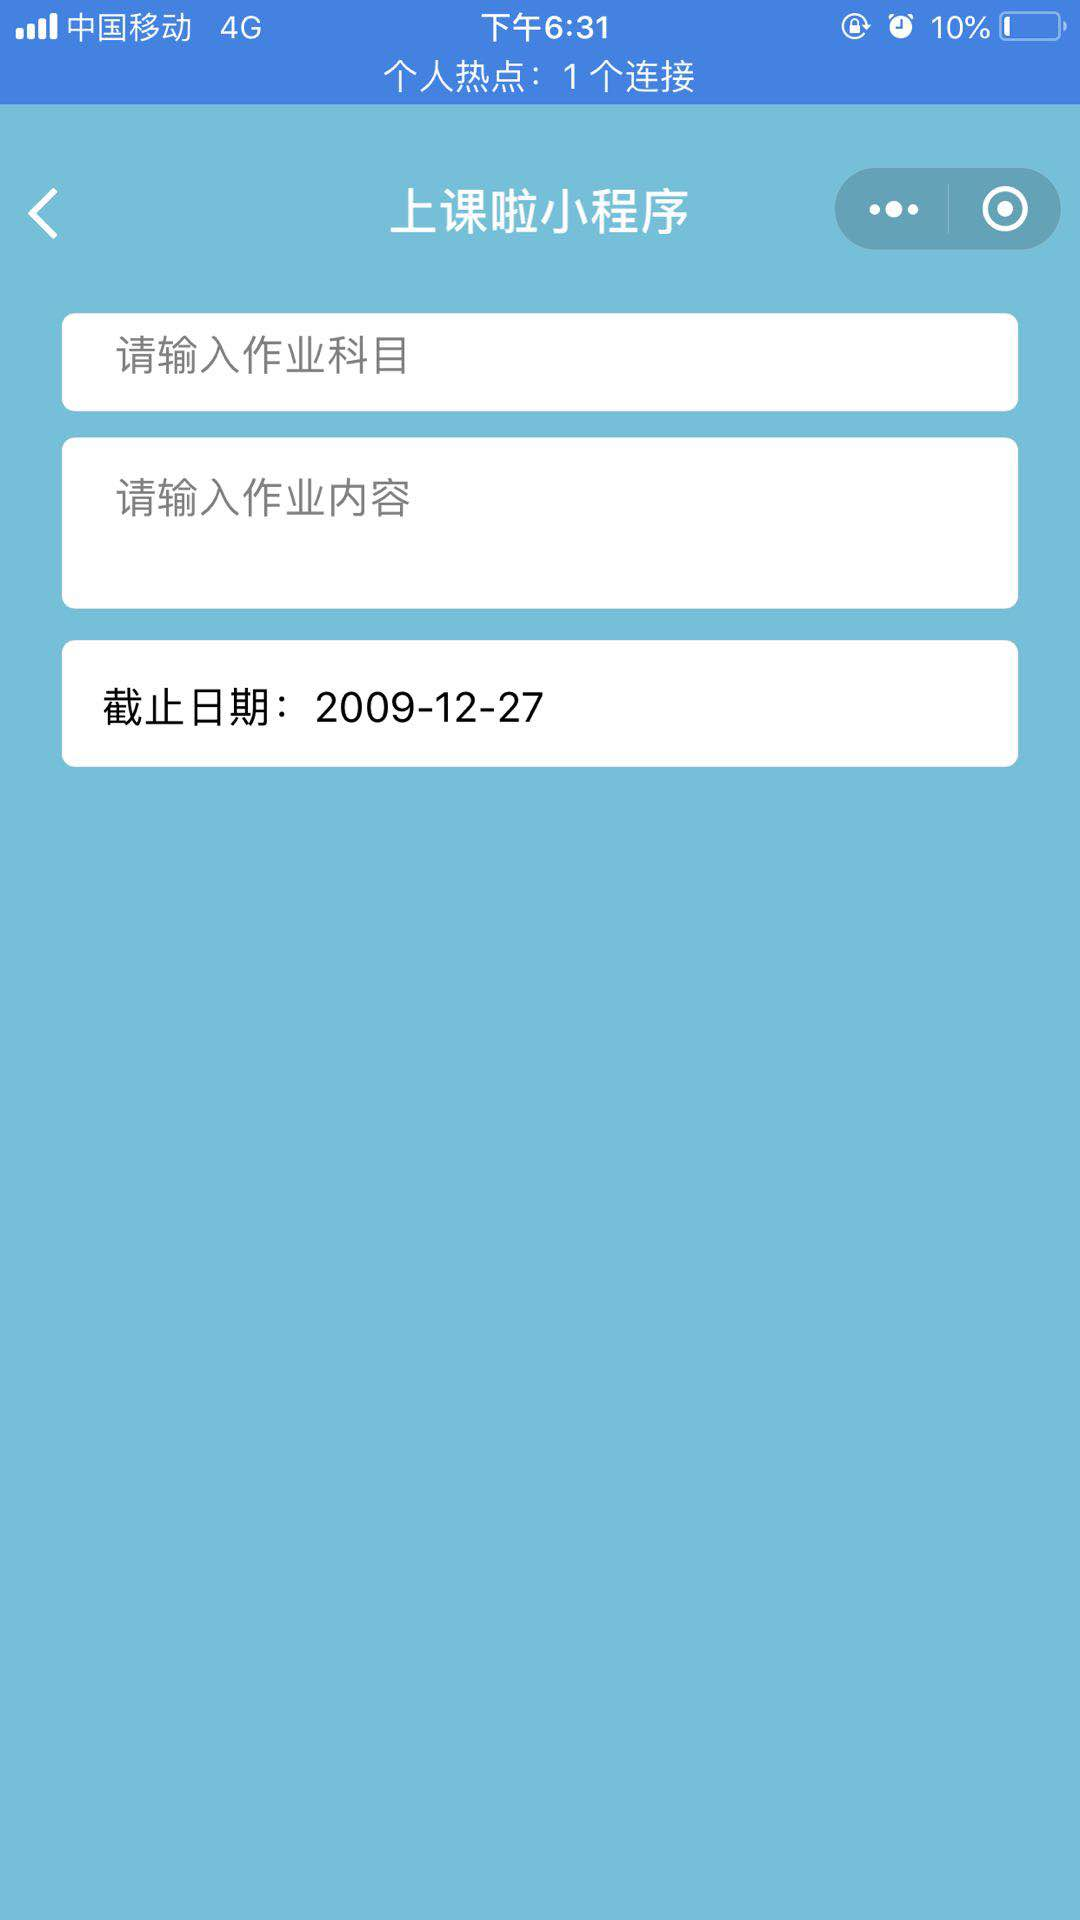 中国移动 4G 下午6:31 10%
个人热点：1 个连接
上课啦小程序
请输入作业科目
请输入作业内容
截止日期：2009-12-27